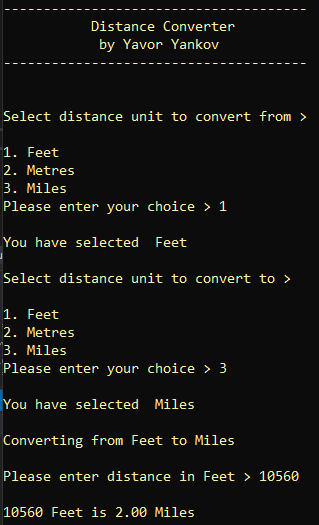 --------------------------------------
Distance Converter
by Yavor Yankov
--------------------------------------
Select distance unit to convert from >
1. Feet
2. Metres
3. Miles
Please enter your choice > 1
You have selected  Feet
Select distance unit to convert to >
1. Feet
2. Metres
3. Miles
Please enter your choice > 3
You have selected  Miles
Converting from Feet to Miles
Please enter distance in Feet > 10560
10560 Feet is 2.00 Miles